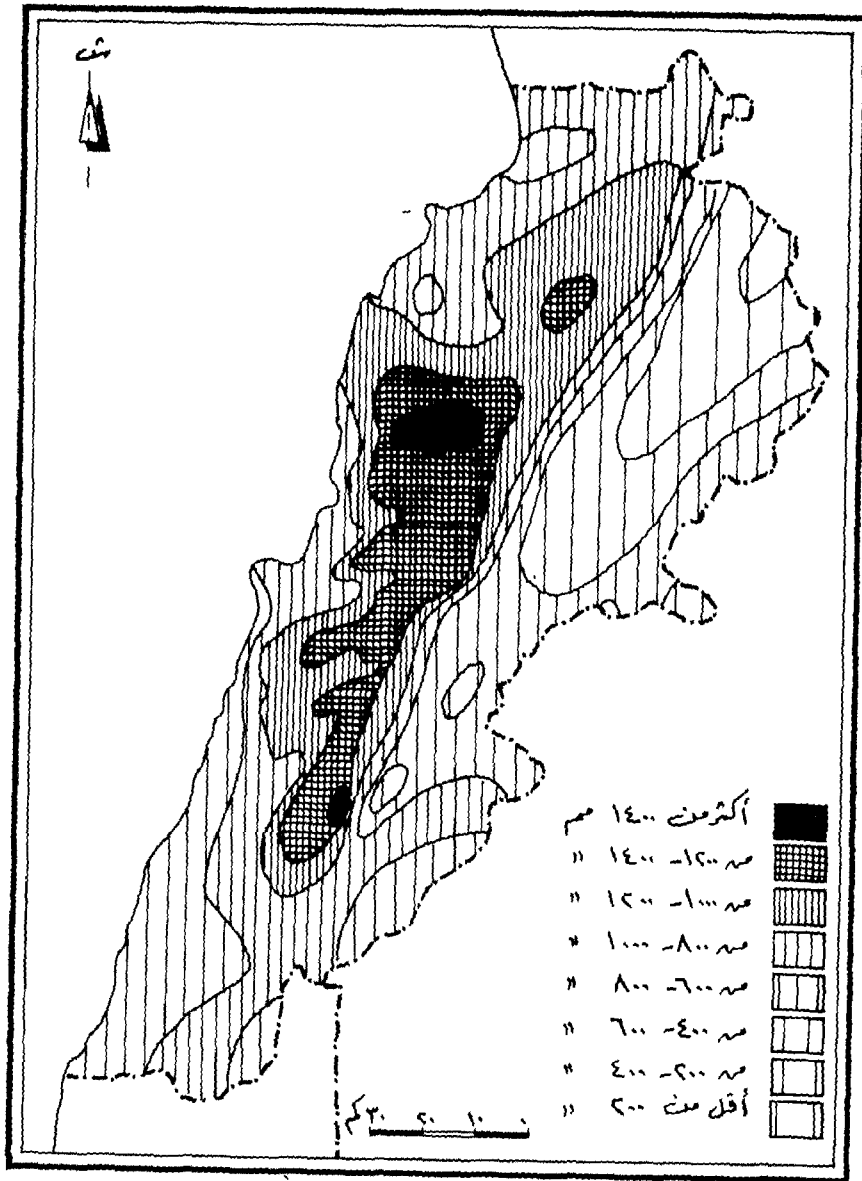 ش
أكثر من ١٤٠٠ مم
من ١٢٠٠ - ١٤٠٠ "
من ١٠٠٠ - ١٢٠٠ "
من ٨٠٠ - ١٠٠٠ "
من ٦٠٠ - ٨٠٠ "
من ٤٠٠ - ٦٠٠ "
من ٢٠٠ - ٤٠٠ "
أقل من ٢٠٠ "
كم ٣٠ ٢٠ ١٠ ٠